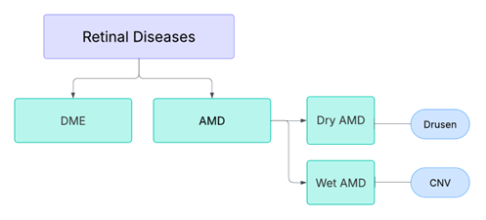 Retinal Diseases
DME
AMD
Dry AMD
Drusen
Wet AMD
CNV